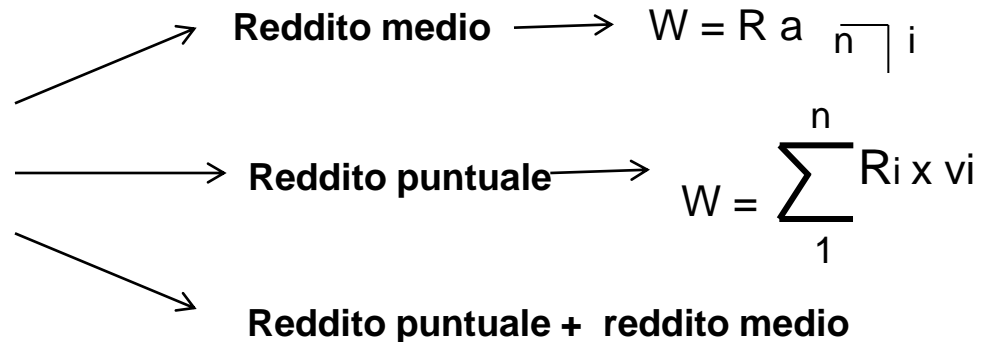 Reddito medio W = R a n i
Reddito puntuale W = n ∑ 1 Ri x vi
Reddito puntuale + reddito medio